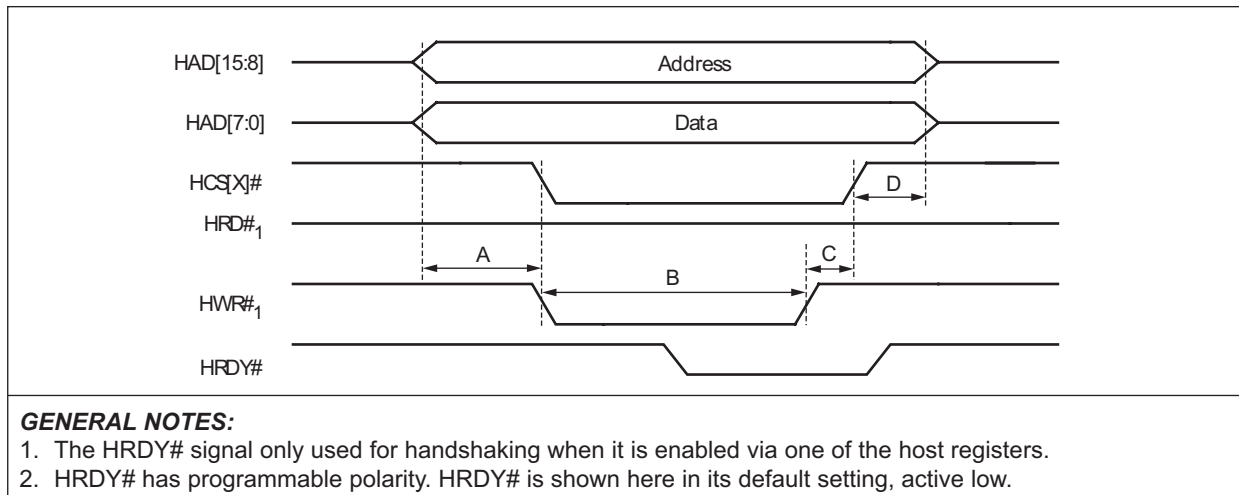 HAD[15:8]
Address
HAD[7:0]
Data
HCS[X]#
D
HRD#1
A
C
B
HWR#1
HRDY#
GENERAL NOTES:
1. The HRDY# signal only used for handshaking when it is enabled via one of the host registers.
2. HRDY# has programmable polarity. HRDY# is shown here in its default setting, active low.